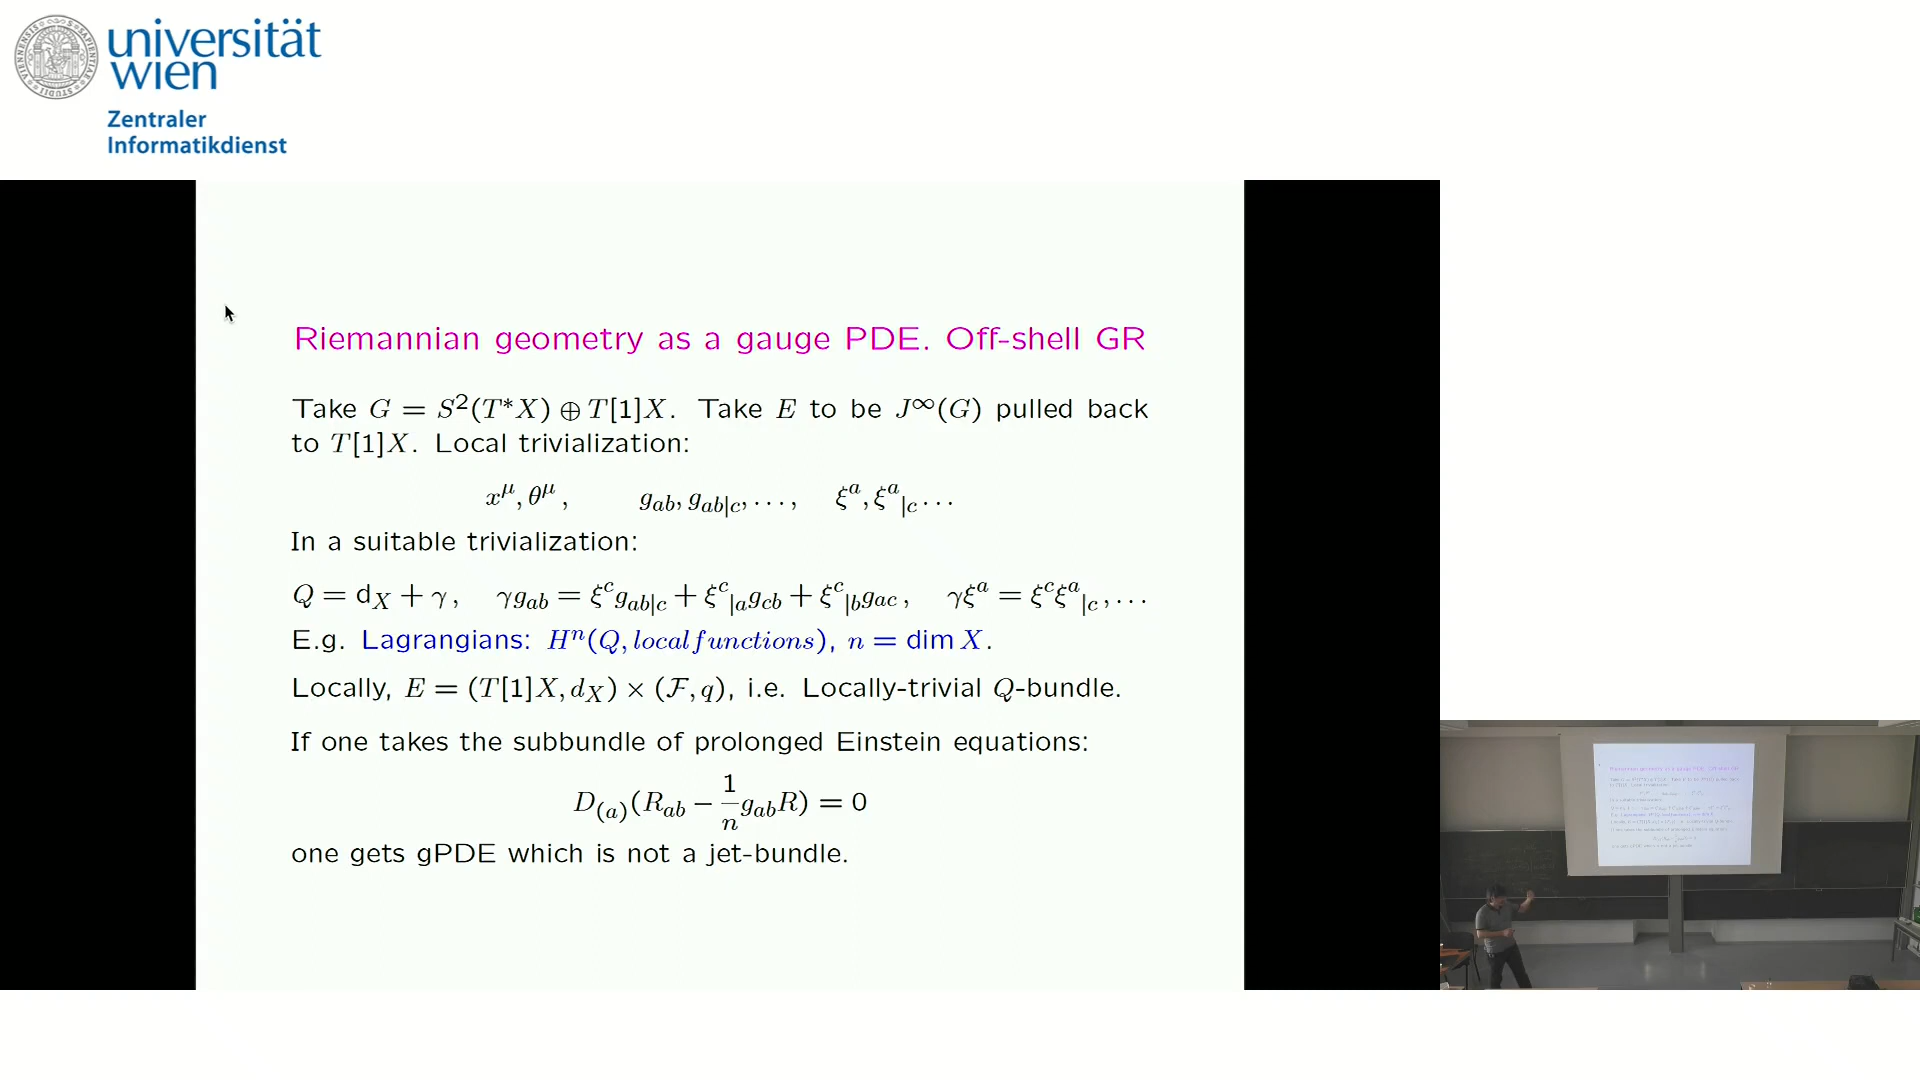 universität
wien
Zentraler
Informatikdienst
Riemannian geometry as a gauge PDE. Off-shell GR
Take G = S²(T*X) ⊕ T[1]X. Take E to be J^∞(G) pulled back
to T[1]X. Local trivialization:
x^μ, θ^μ, g_{ab}, g_{ab|c}, . . . , ξ^a, ξ^a_{|c} . . .
In a suitable trivialization:
Q = d_X + γ, γg_{ab} = ξ^c g_{ab|c} + ξ^c_{|a} g_{cb} + ξ^c_{|b} g_{ac}, γξ^a = ξ^c ξ^a_{|c}, . . .
E.g. Lagrangians: H^n(Q, localfunctions), n = dim X.
Locally, E = (T[1]X, d_X) × (F, q), i.e. Locally-trivial Q-bundle.
If one takes the subbundle of prolonged Einstein equations:
D_{(a)}(R_{ab} − \frac{1}{n} g_{ab}R) = 0
one gets gPDE which is not a jet-bundle.